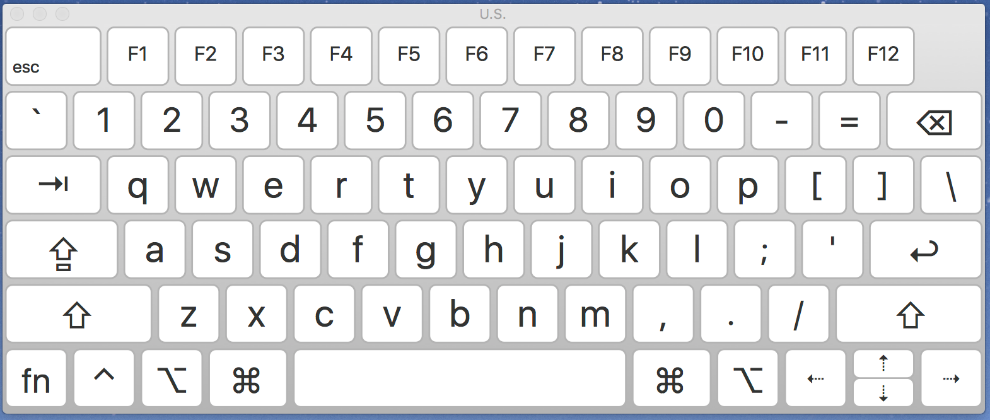 U.S.
esc F1 F2 F3 F4 F5 F6 F7 F8 F9 F10 F11 F12
` 1 2 3 4 5 6 7 8 9 0 - = ⌫
⇥ q w e r t y u i o p [ ] \
⇪ a s d f g h j k l ; ' ↩
⇧ z x c v b n m , . / ⇧
fn ^ ⌥ ⌘ ⌘ ⌥ ⇠ ⇡ ⇣ ⇢